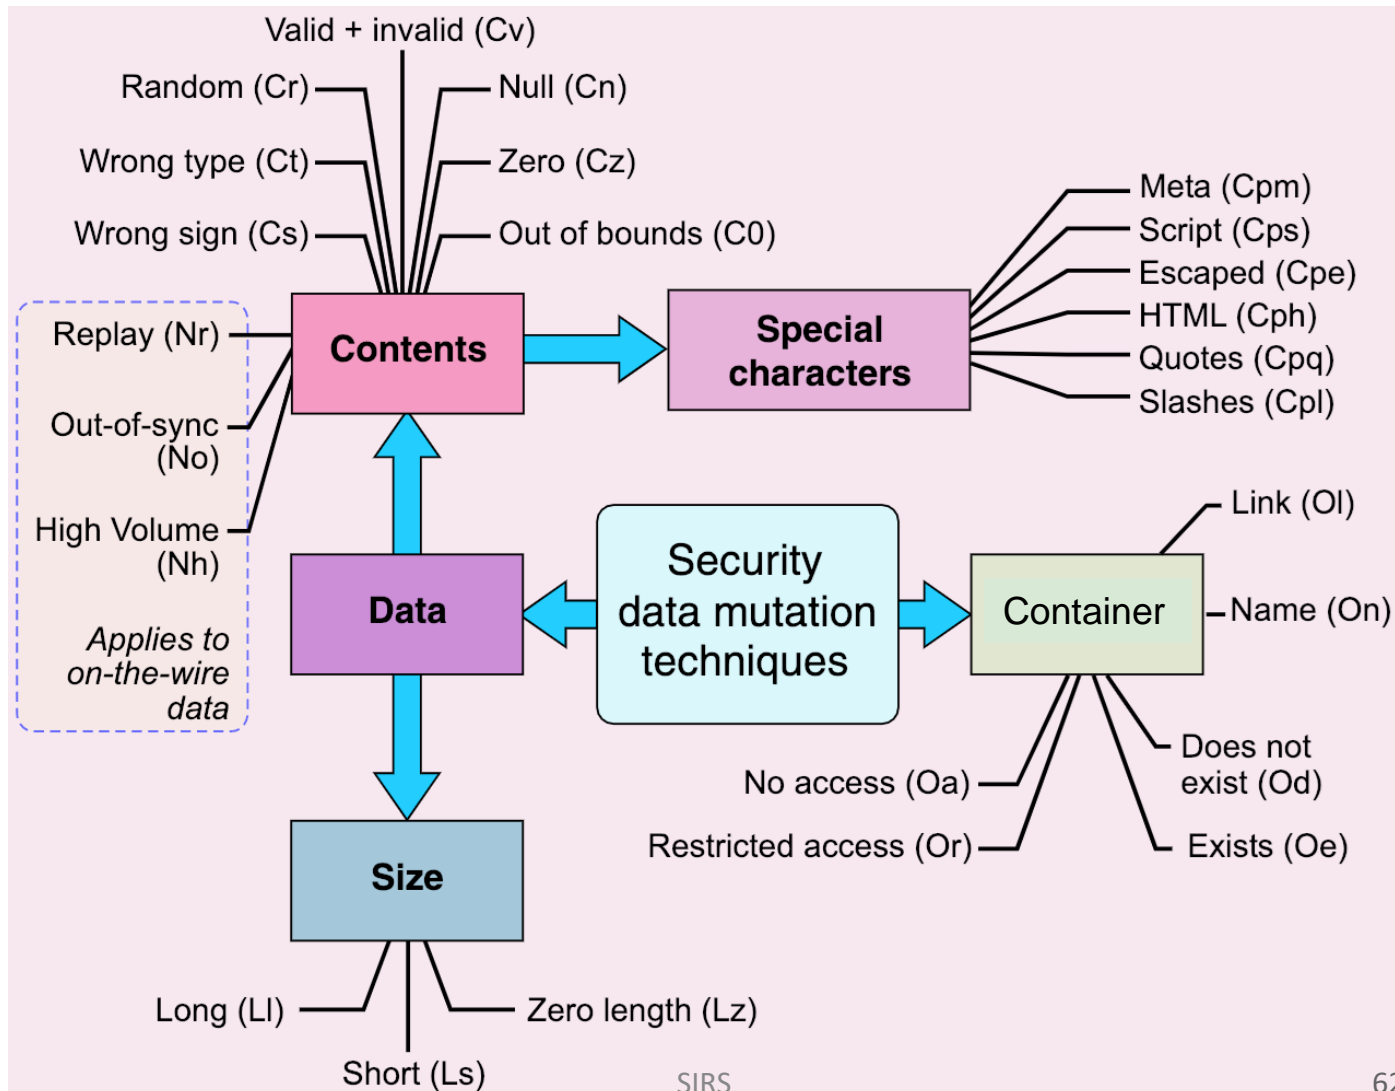 Valid + invalid (Cv)
Random (Cr)
Null (Cn)
Wrong type (Ct)
Zero (Cz)
Wrong sign (Cs)
Out of bounds (C0)
Meta (Cpm)
Script (Cps)
Escaped (Cpe)
HTML (Cph)
Quotes (Cpq)
Slashes (Cpl)
Contents
Special
characters
Replay (Nr)
Out-of-sync
(No)
High Volume
(Nh)
Applies to
on-the-wire
data
Data
Security
data mutation
techniques
Container
Link (Ol)
Name (On)
No access (Oa)
Does not
exist (Od)
Restricted access (Or)
Exists (Oe)
Size
Long (Ll)
Zero length (Lz)
Short (Ls)
SIRS